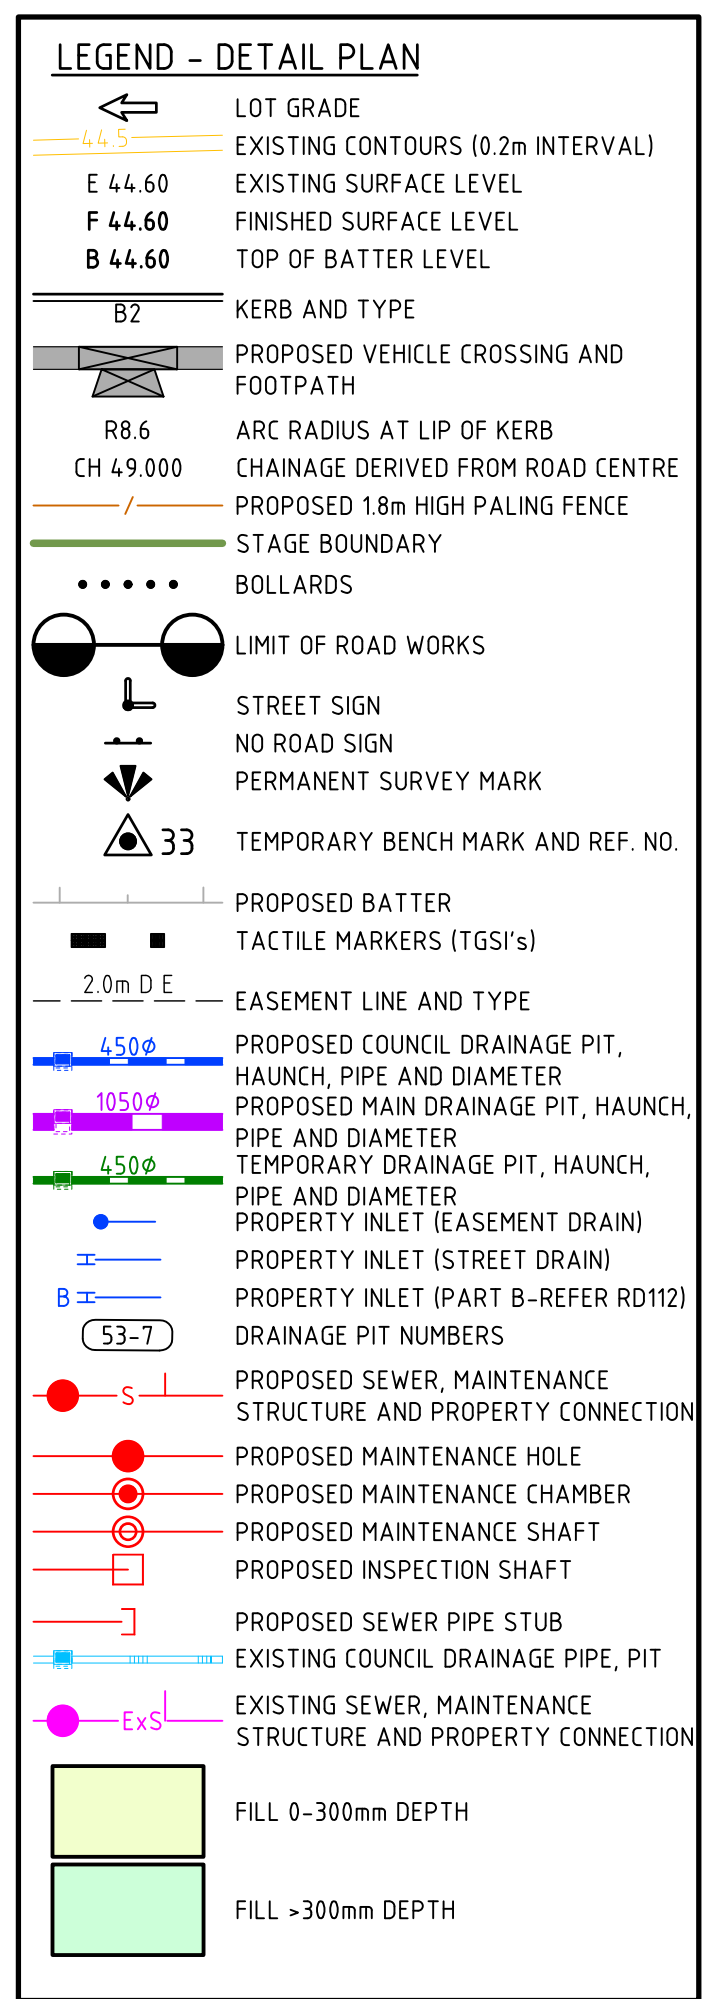 LEGEND - DETAIL PLAN
LOT GRADE
44.5 EXISTING CONTOURS (0.2m INTERVAL)
E 44.60 EXISTING SURFACE LEVEL
F 44.60 FINISHED SURFACE LEVEL
B 44.60 TOP OF BATTER LEVEL
B2 KERB AND TYPE
PROPOSED VEHICLE CROSSING AND
FOOTPATH
R8.6 ARC RADIUS AT LIP OF KERB
CH 49.000 CHAINAGE DERIVED FROM ROAD CENTRE
/ PROPOSED 1.8m HIGH PALING FENCE
STAGE BOUNDARY
BOLLARDS
LIMIT OF ROAD WORKS
STREET SIGN
NO ROAD SIGN
PERMANENT SURVEY MARK
33 TEMPORARY BENCH MARK AND REF. NO.
PROPOSED BATTER
TACTILE MARKERS (TGSI's)
2.0m D E EASEMENT LINE AND TYPE
450Ø PROPOSED COUNCIL DRAINAGE PIT,
HAUNCH, PIPE AND DIAMETER
1050Ø PROPOSED MAIN DRAINAGE PIT, HAUNCH,
PIPE AND DIAMETER
450Ø TEMPORARY DRAINAGE PIT, HAUNCH,
PIPE AND DIAMETER
PROPERTY INLET (EASEMENT DRAIN)
PROPERTY INLET (STREET DRAIN)
B PROPERTY INLET (PART B-REFER RD112)
53-7 DRAINAGE PIT NUMBERS
S PROPOSED SEWER, MAINTENANCE
STRUCTURE AND PROPERTY CONNECTION
PROPOSED MAINTENANCE HOLE
PROPOSED MAINTENANCE CHAMBER
PROPOSED MAINTENANCE SHAFT
PROPOSED INSPECTION SHAFT
PROPOSED SEWER PIPE STUB
EXISTING COUNCIL DRAINAGE PIPE, PIT
ExS EXISTING SEWER, MAINTENANCE
STRUCTURE AND PROPERTY CONNECTION
FILL 0-300mm DEPTH
FILL >300mm DEPTH